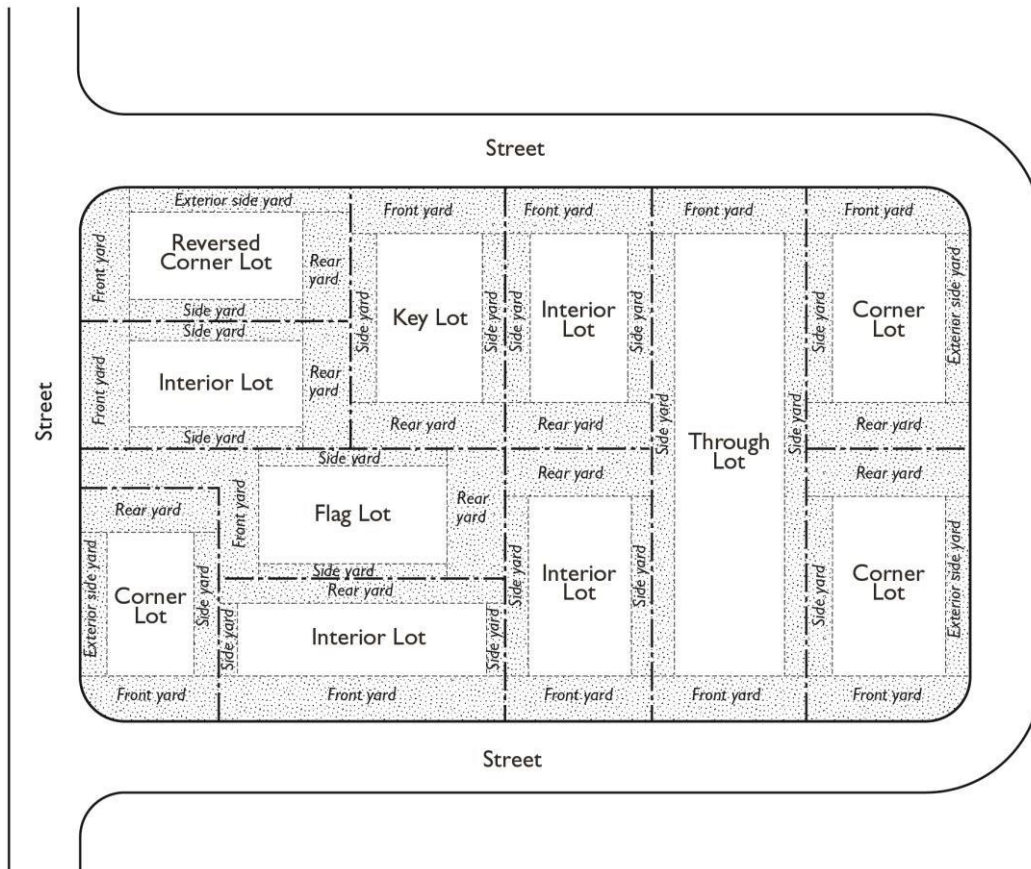 Street
Exterior side yard
Front yard
Front yard
Front yard
Front yard
Front yard
Reversed
Corner Lot
Rear
yard
Side yard
Side yard
Key Lot
Side yard
Side yard
Interior
Lot
Side yard
Side yard
Corner
Lot
Exterior side yard
Side yard
Front yard
Interior Lot
Rear
yard
Side yard
Rear yard
Rear yard
Side yard
Through
Lot
Side yard
Rear yard
Street
Side yard
Rear yard
Rear yard
Rear yard
Front yard
Flag Lot
Rear
yard
Side yard
Rear yard
Exterior side yard
Corner
Lot
Side yard
Side yard
Interior Lot
Side yard
Side yard
Interior
Lot
Side yard
Side yard
Corner
Lot
Exterior side yard
Front yard
Front yard
Front yard
Front yard
Front yard
Street